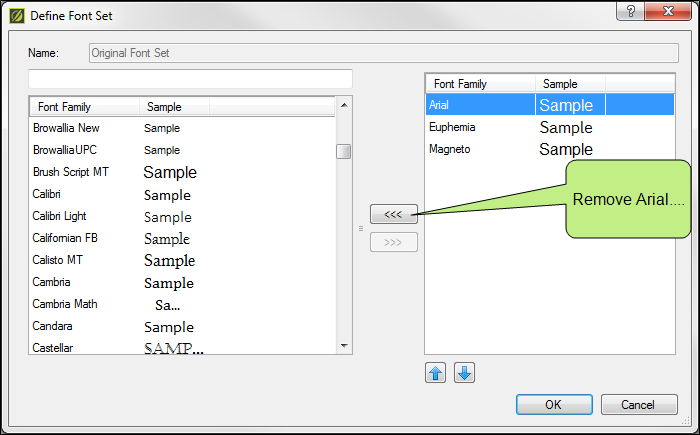 Define Font Set
Name: Original Font Set
Font Family Sample
Browallia New Sample
BrowalliaUPC Sample
Brush Script MT Sample
Calibri Sample
Calibri Light Sample
Californian FB Sample
Calisto MT Sample
Cambria Sample
Cambria Math Sa...
Candara Sample
Castellar SAMP...
<<<
>>>
Font Family Sample
Arial Sample
Euphemia Sample
Magneto Sample
Remove Arial....
OK Cancel